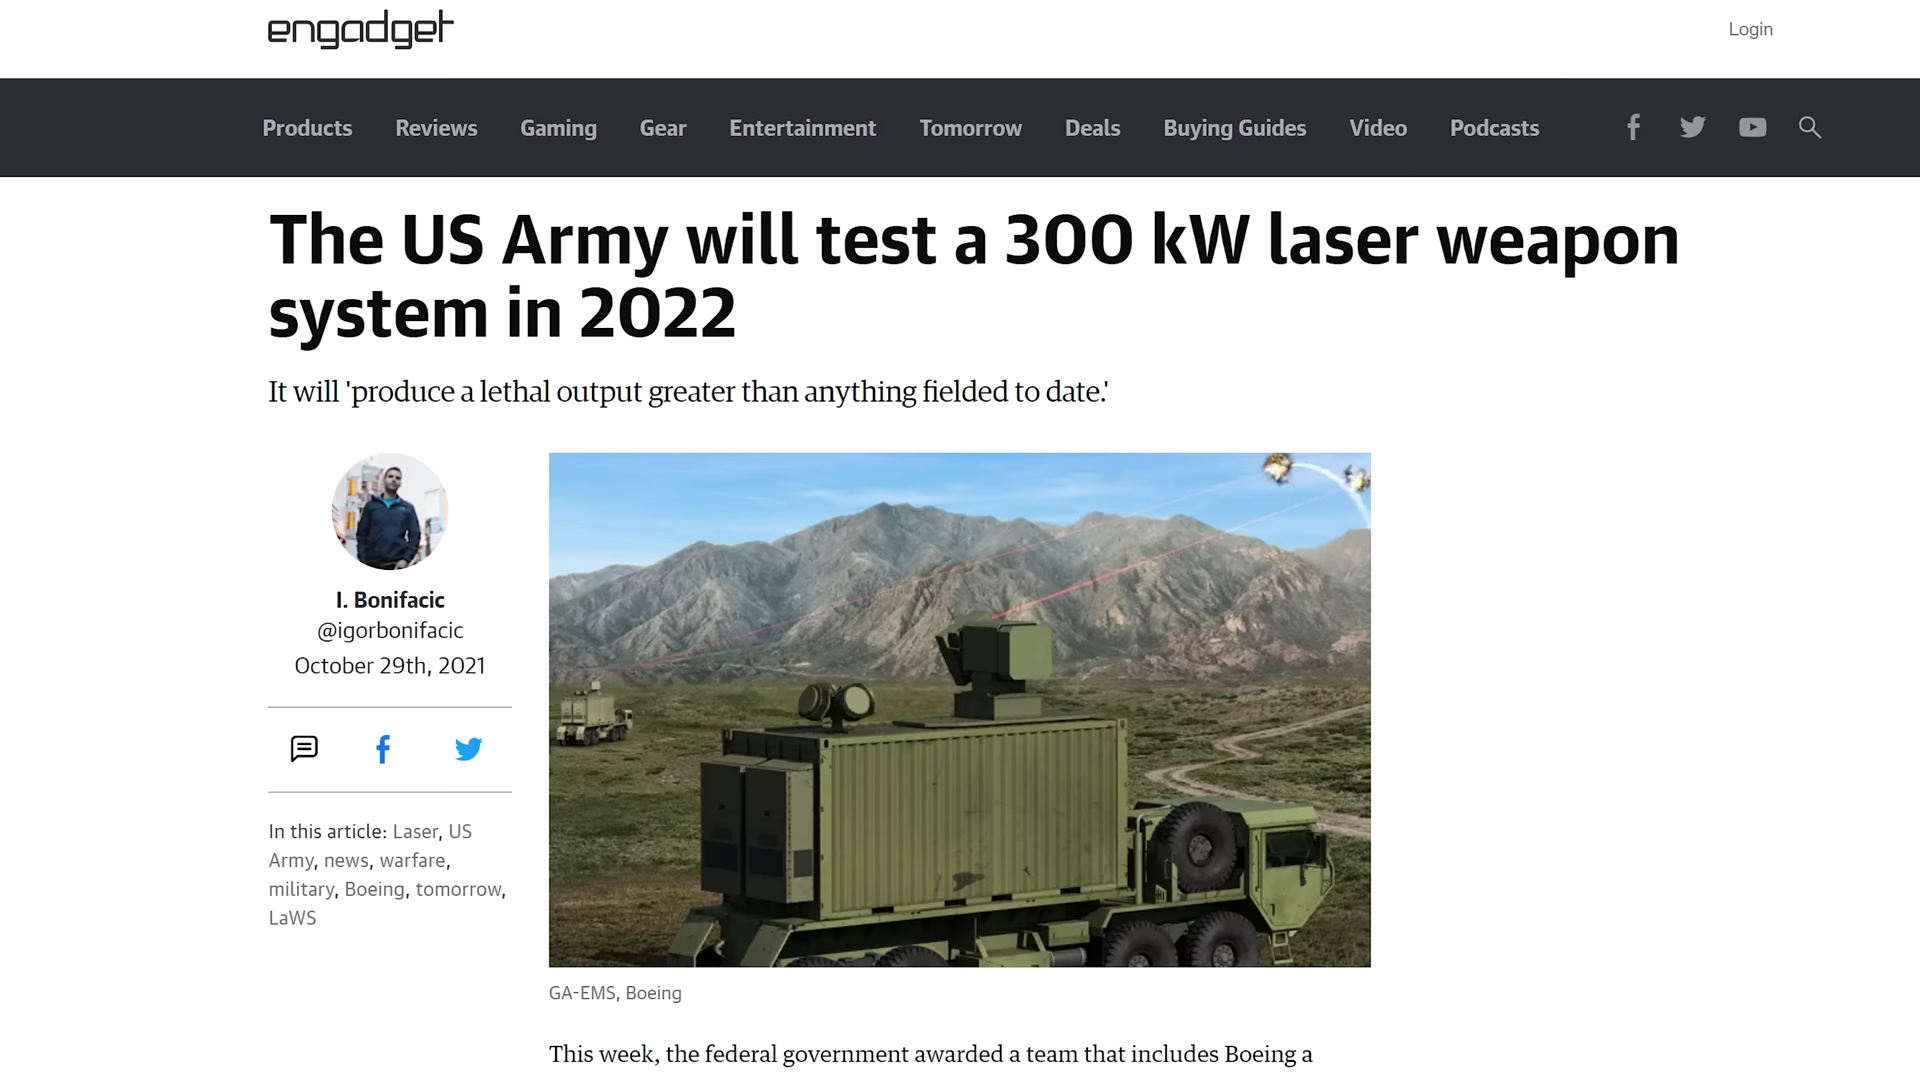 engadget
Login
Products Reviews Gaming Gear Entertainment Tomorrow Deals Buying Guides Video Podcasts
The US Army will test a 300 kW laser weapon
system in 2022
It will 'produce a lethal output greater than anything fielded to date.'
I. Bonifacic
@igorbonifacic
October 29th, 2021
In this article: Laser, US
Army, news, warfare,
military, Boeing, tomorrow,
LaWS
GA-EMS, Boeing
This week, the federal government awarded a team that includes Boeing a